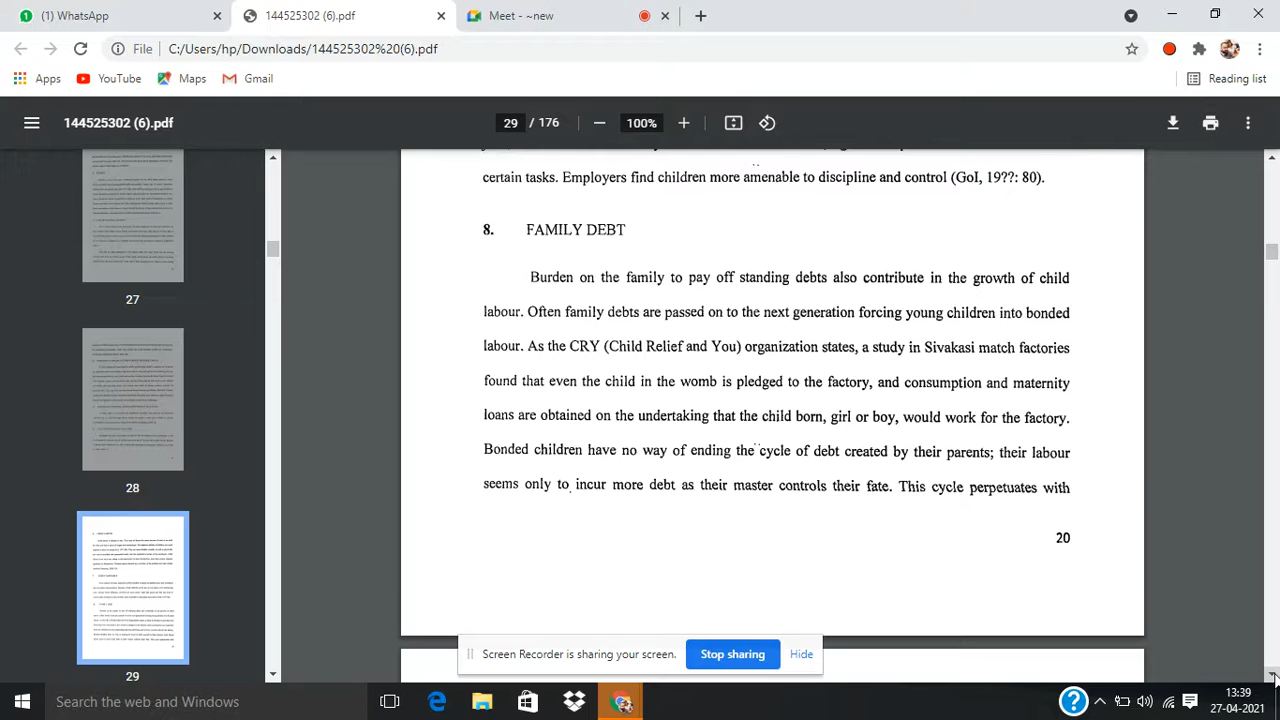 (1) WhatsApp
144525302 (6).pdf
Meet - ~new
File
C:/Users/hp/Downloads/144525302%20(6).pdf
Apps
YouTube
Maps
Gmail
Reading list
144525302 (6).pdf
29 / 176
100%
27
28
29
certain tasks. Employers find children more amenable to discipline and control (GoI, 19??: 80).
8. FAMILY DEBT
Burden on the family to pay off standing debts also contribute in the growth of child
labour. Often family debts are passed on to the next generation forcing young children into bonded
labour. As the CRY (Child Relief and You) organization states, a study in Sivakasi match factories
found that even the child in the womb is pledged to the factory, and consumption and maternity
loans are obtained on the undertaking that the child born, girl or boy, would work for the factory.
Bonded children have no way of ending the cycle of debt created by their parents; their labour
seems only to incur more debt as their master controls their fate. This cycle perpetuates with
20
Screen Recorder is sharing your screen.
Stop sharing
Hide
Search the web and Windows
13:39
27-04-2021